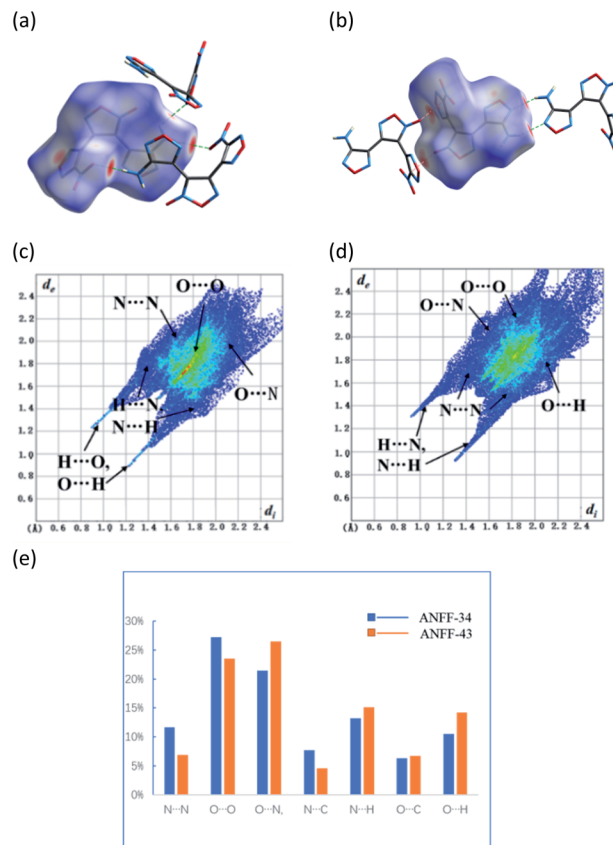 (a)
(b)
(c)
(d)
de
2.4
2.2
2.0
1.8
1.6
1.4
1.2
1.0
0.8
0.6
(Å) 0.6 0.8 1.0 1.2 1.4 1.6 1.8 2.0 2.2 2.4
di
O···O
N···N
O···N
H···N,
N···H
H···O,
O···H
de
2.4
2.2
2.0
1.8
1.6
1.4
1.2
1.0
0.8
0.6
(Å) 0.6 0.8 1.0 1.2 1.4 1.6 1.8 2.0 2.2 2.4
di
O···O
O···N
N···N
O···H
H···N,
N···H
(e)
30%
25%
20%
15%
10%
5%
0%
ANFF-34
ANFF-43
N···N O···O O···N, N···C N···H O···C O···H